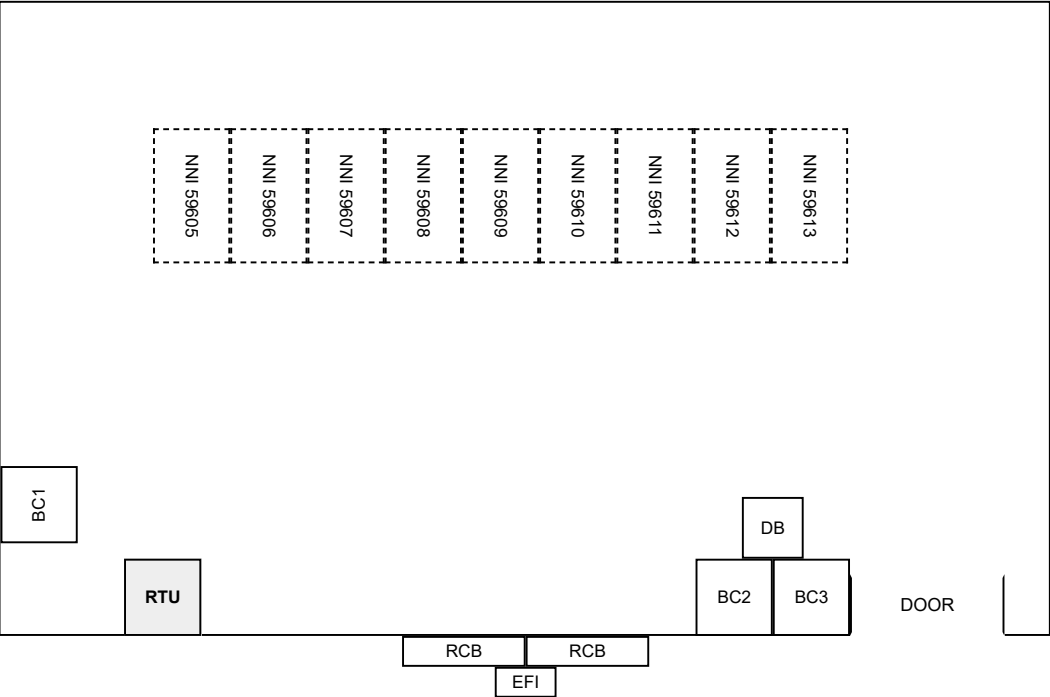 NNI 59605
NNI 59606
NNI 59607
NNI 59608
NNI 59609
NNI 59610
NNI 59611
NNI 59612
NNI 59613
BC1
DB
RTU
BC2
BC3
DOOR
RCB
RCB
EFI